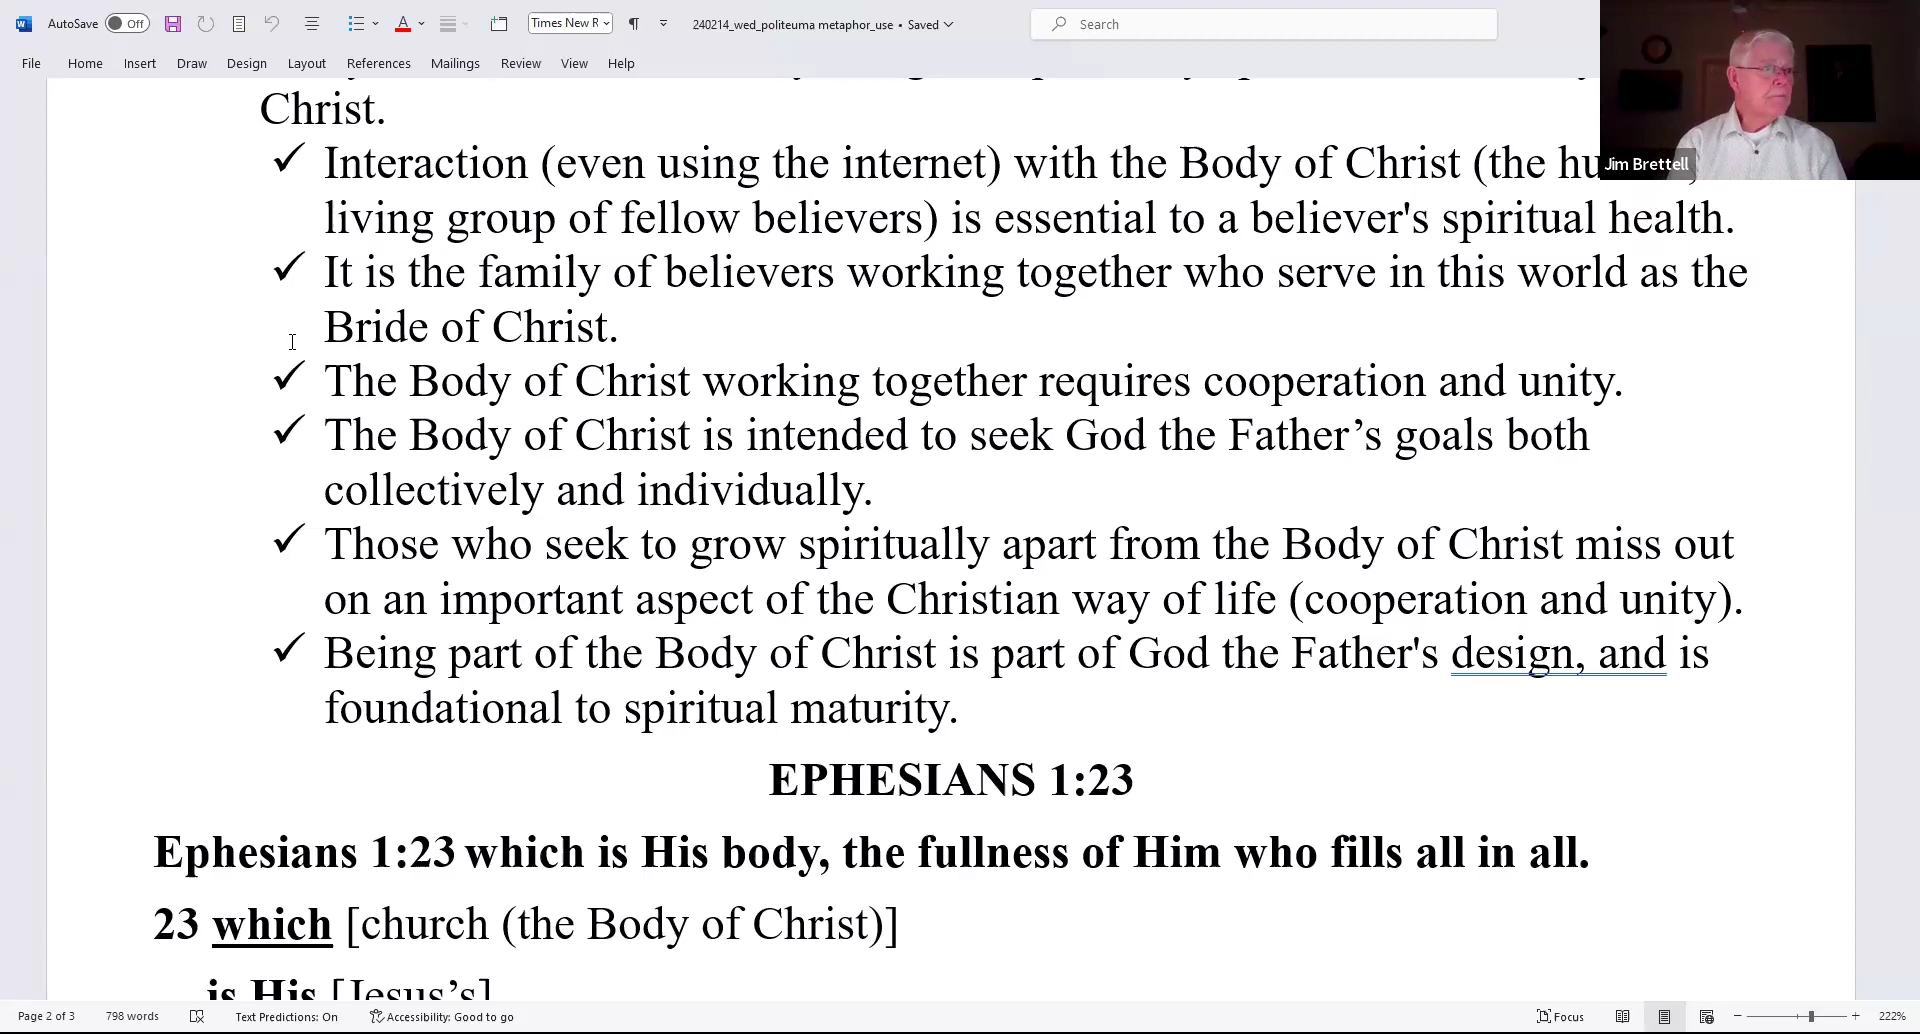 AutoSave Off Times New R 240214_wed_politeuma metaphor_use • Saved Search
File Home Insert Draw Design Layout References Mailings Review View Help
Christ.
✓ Interaction (even using the internet) with the Body of Christ (the
living group of fellow believers) is essential to a believer's spiritual health.
✓ It is the family of believers working together who serve in this world as the
Bride of Christ.
✓ The Body of Christ working together requires cooperation and unity.
✓ The Body of Christ is intended to seek God the Father’s goals both
collectively and individually.
✓ Those who seek to grow spiritually apart from the Body of Christ miss out
on an important aspect of the Christian way of life (cooperation and unity).
✓ Being part of the Body of Christ is part of God the Father's design, and is
foundational to spiritual maturity.
EPHESIANS 1:23
Ephesians 1:23 which is His body, the fullness of Him who fills all in all.
23 which [church (the Body of Christ)]
is His [Jesus’s]
Jim Brettell
Page 2 of 3 798 words Text Predictions: On Accessibility: Good to go Focus 222%